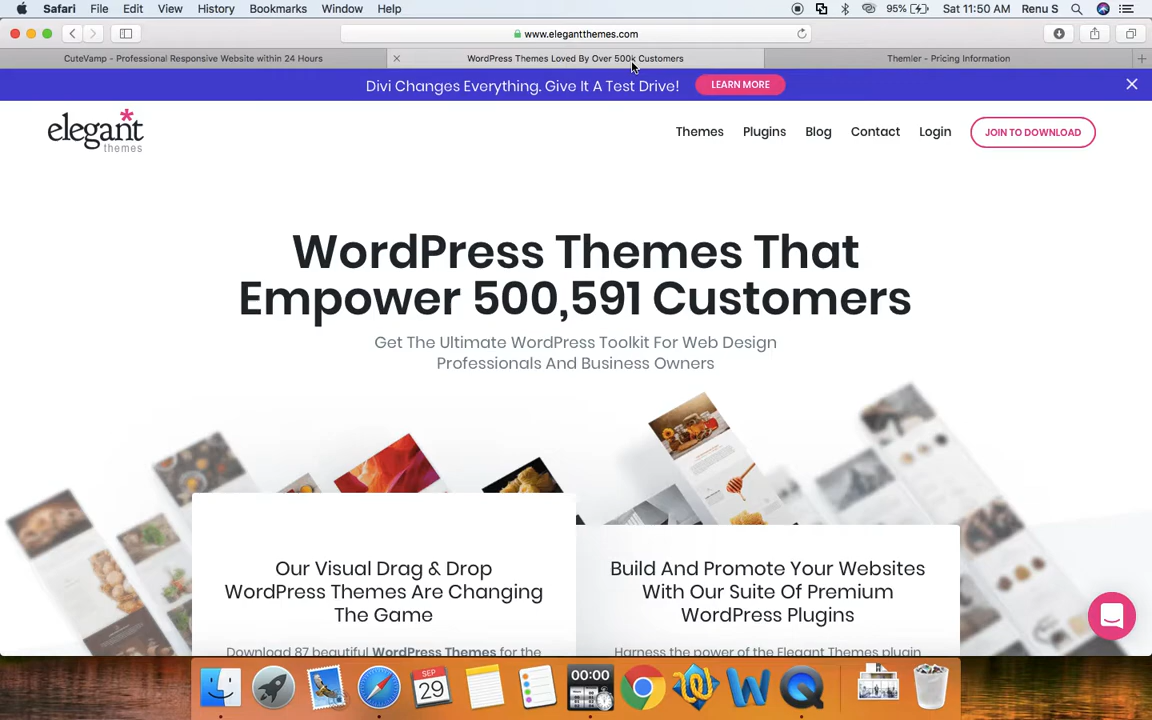 Safari File Edit View History Bookmarks Window Help 95% Sat 11:50 AM Renu S
www.elegantthemes.com
CuteVamp - Professional Responsive Website within 24 Hours
WordPress Themes Loved By Over 500k Customers
Themler - Pricing Information
Divi Changes Everything. Give It A Test Drive! LEARN MORE
elegant
themes
Themes Plugins Blog Contact Login JOIN TO DOWNLOAD
WordPress Themes That
Empower 500,591 Customers
Get The Ultimate WordPress Toolkit For Web Design
Professionals And Business Owners
Our Visual Drag & Drop
WordPress Themes Are Changing
The Game
Download 87 beautiful WordPress Themes for the
Build And Promote Your Websites
With Our Suite Of Premium
WordPress Plugins
Harness the power of the Elegant Themes plugin
SEP
29
00:00